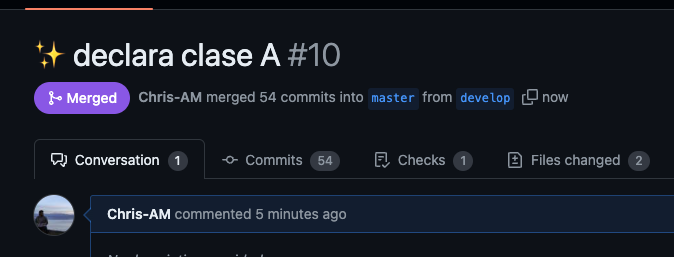 ✨ declara clase A #10
Merged Chris-AM merged 54 commits into master from develop now
Conversation 1 Commits 54 Checks 1 Files changed 2
Chris-AM commented 5 minutes ago